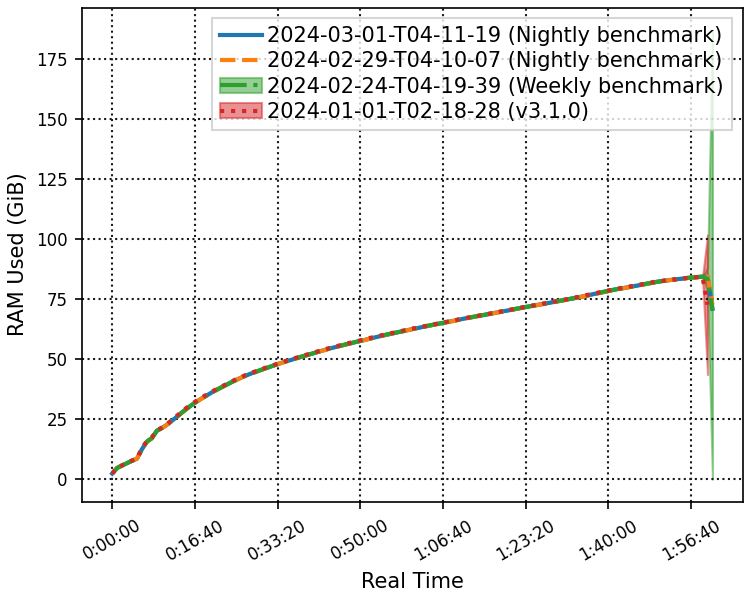 2024-03-01-T04-11-19 (Nightly benchmark)
2024-02-29-T04-10-07 (Nightly benchmark)
2024-02-24-T04-19-39 (Weekly benchmark)
2024-01-01-T02-18-28 (v3.1.0)
175
150
125
100
75
50
25
0
RAM Used (GiB)
0:00:00
0:16:40
0:33:20
0:50:00
1:06:40
1:23:20
1:40:00
1:56:40
Real Time